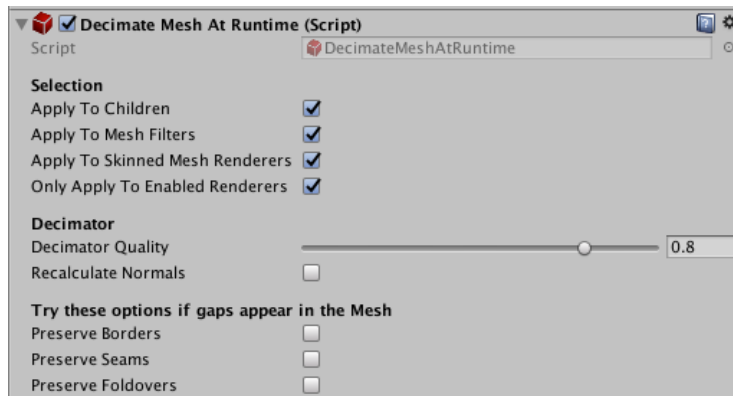 Decimate Mesh At Runtime (Script)
Script DecimateMeshAtRuntime
Selection
Apply To Children
Apply To Mesh Filters
Apply To Skinned Mesh Renderers
Only Apply To Enabled Renderers
Decimator
Decimator Quality 0.8
Recalculate Normals
Try these options if gaps appear in the Mesh
Preserve Borders
Preserve Seams
Preserve Foldovers